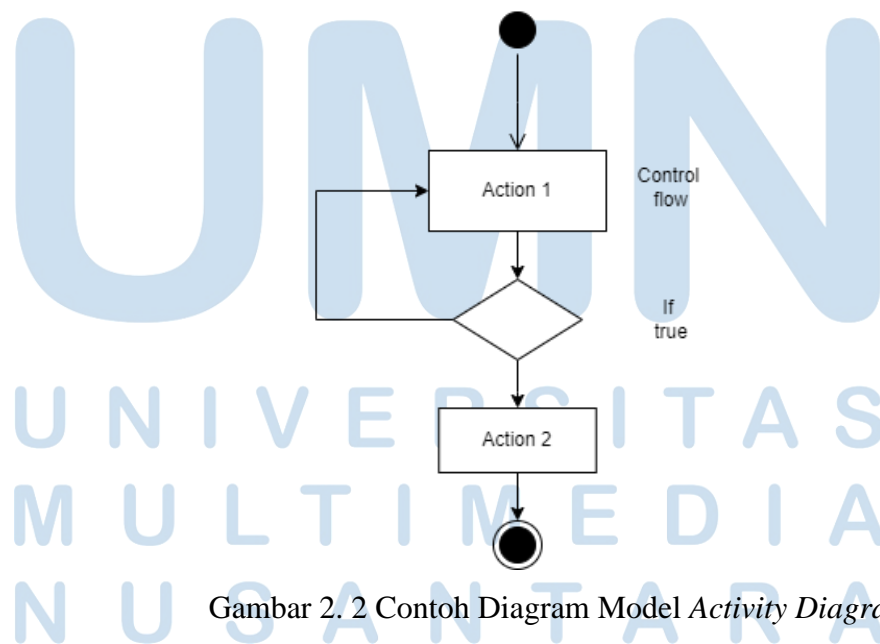 UMN
Action 1
Control
flow
If
true
UNIVERSITAS
Action 2
MULTIMEDIA
NUSANTARA
Gambar 2. 2 Contoh Diagram Model Activity